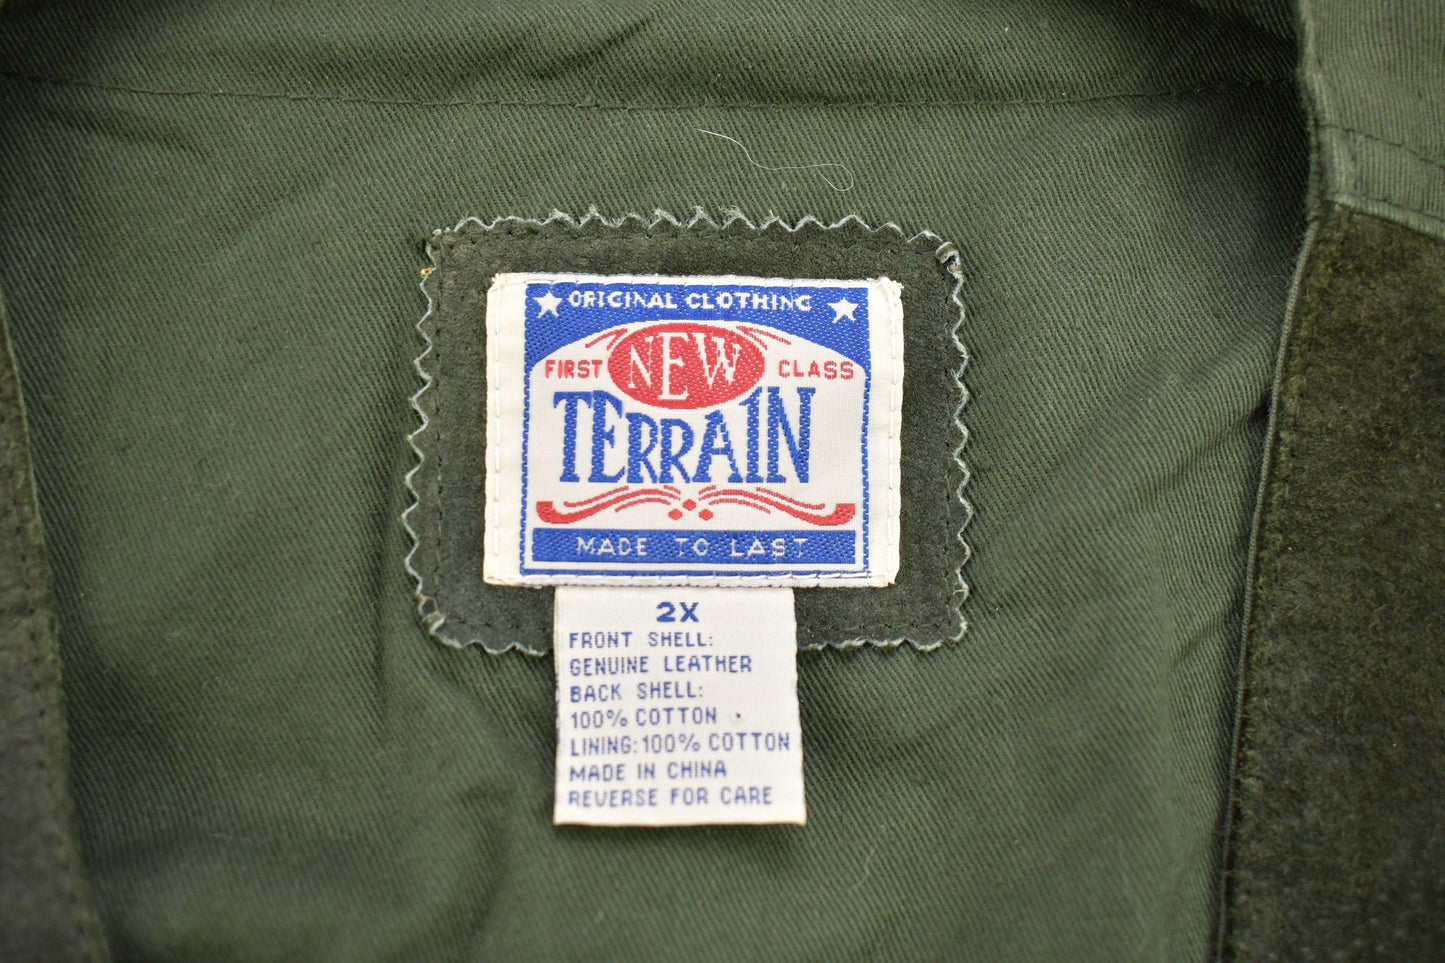 ORIGINAL CLOTHING
NEW
FIRST CLASS
TERRAIN
MADE TO LAST
2X
FRONT SHELL:
GENUINE LEATHER
BACK SHELL:
100% COTTON
LINING:100% COTTON
MADE IN CHINA
REVERSE FOR CARE